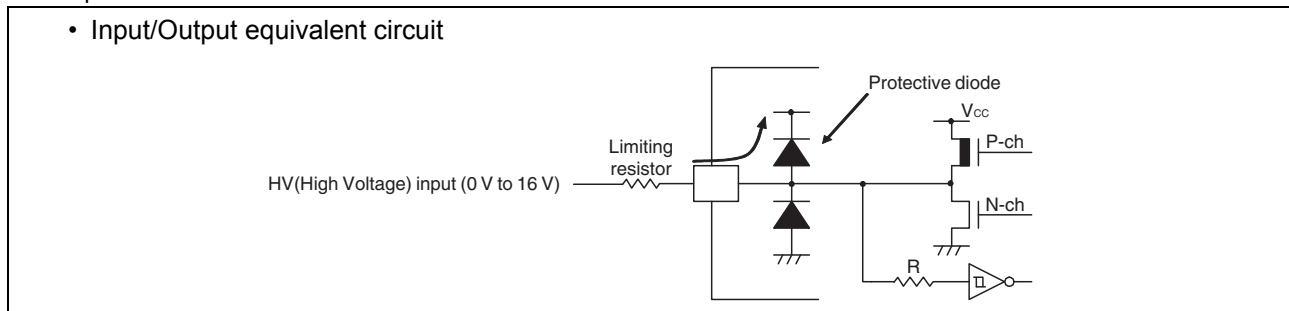 • Input/Output equivalent circuit
Protective diode
Vcc
P-ch
Limiting
resistor
HV(High Voltage) input (0 V to 16 V)
N-ch
R